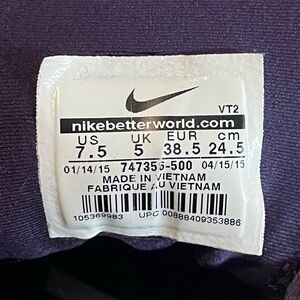 VT2
nikebetterworld.com
US UK EUR cm
7.5 5 38.5 24.5
01/14/15 747355-500 04/15/15
MADE IN VIETNAM
FABRIQUE AU VIETNAM
105369983 UPC 00888409353886